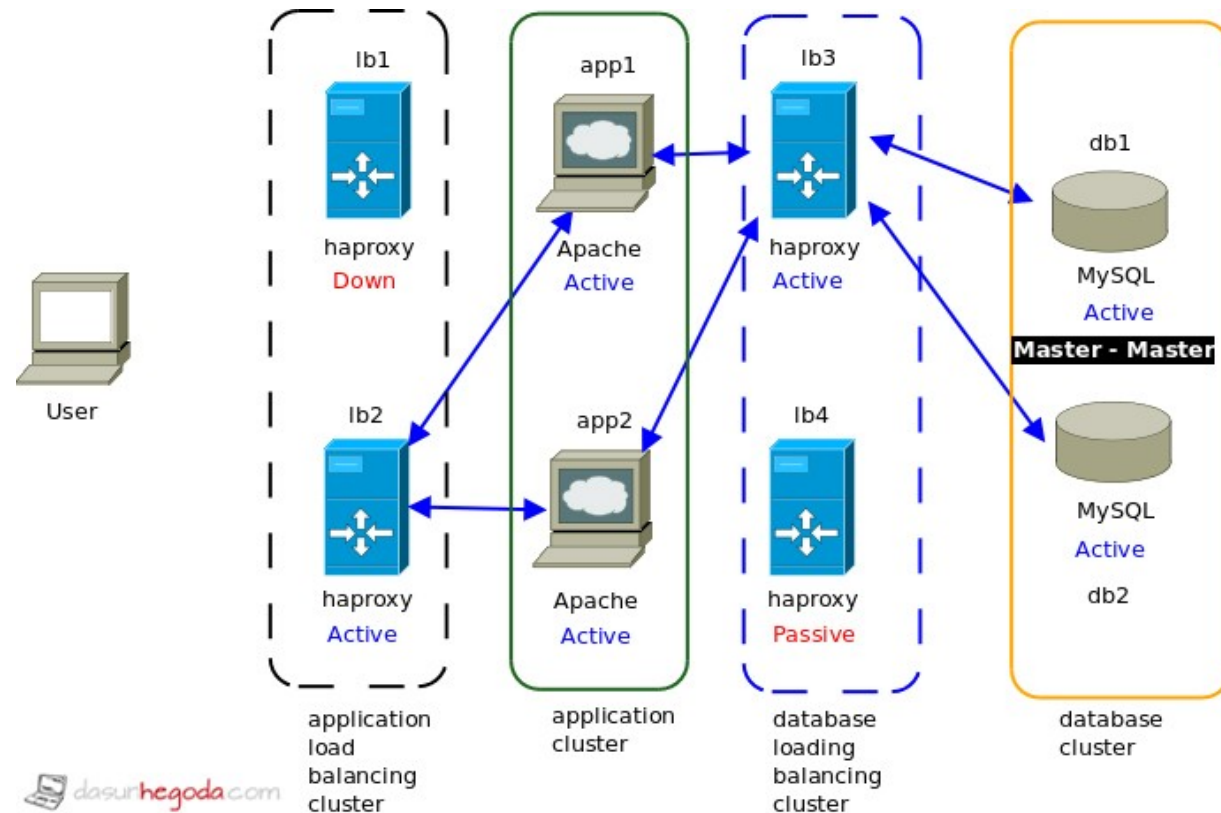 lb1
haproxy
Down
lb2
haproxy
Active
application
load
balancing
cluster
app1
Apache
Active
app2
Apache
Active
application
cluster
lb3
haproxy
Active
lb4
haproxy
Passive
database
loading
balancing
cluster
db1
MySQL
Active
Master - Master
MySQL
Active
db2
database
cluster
User
dasunhegoda.com